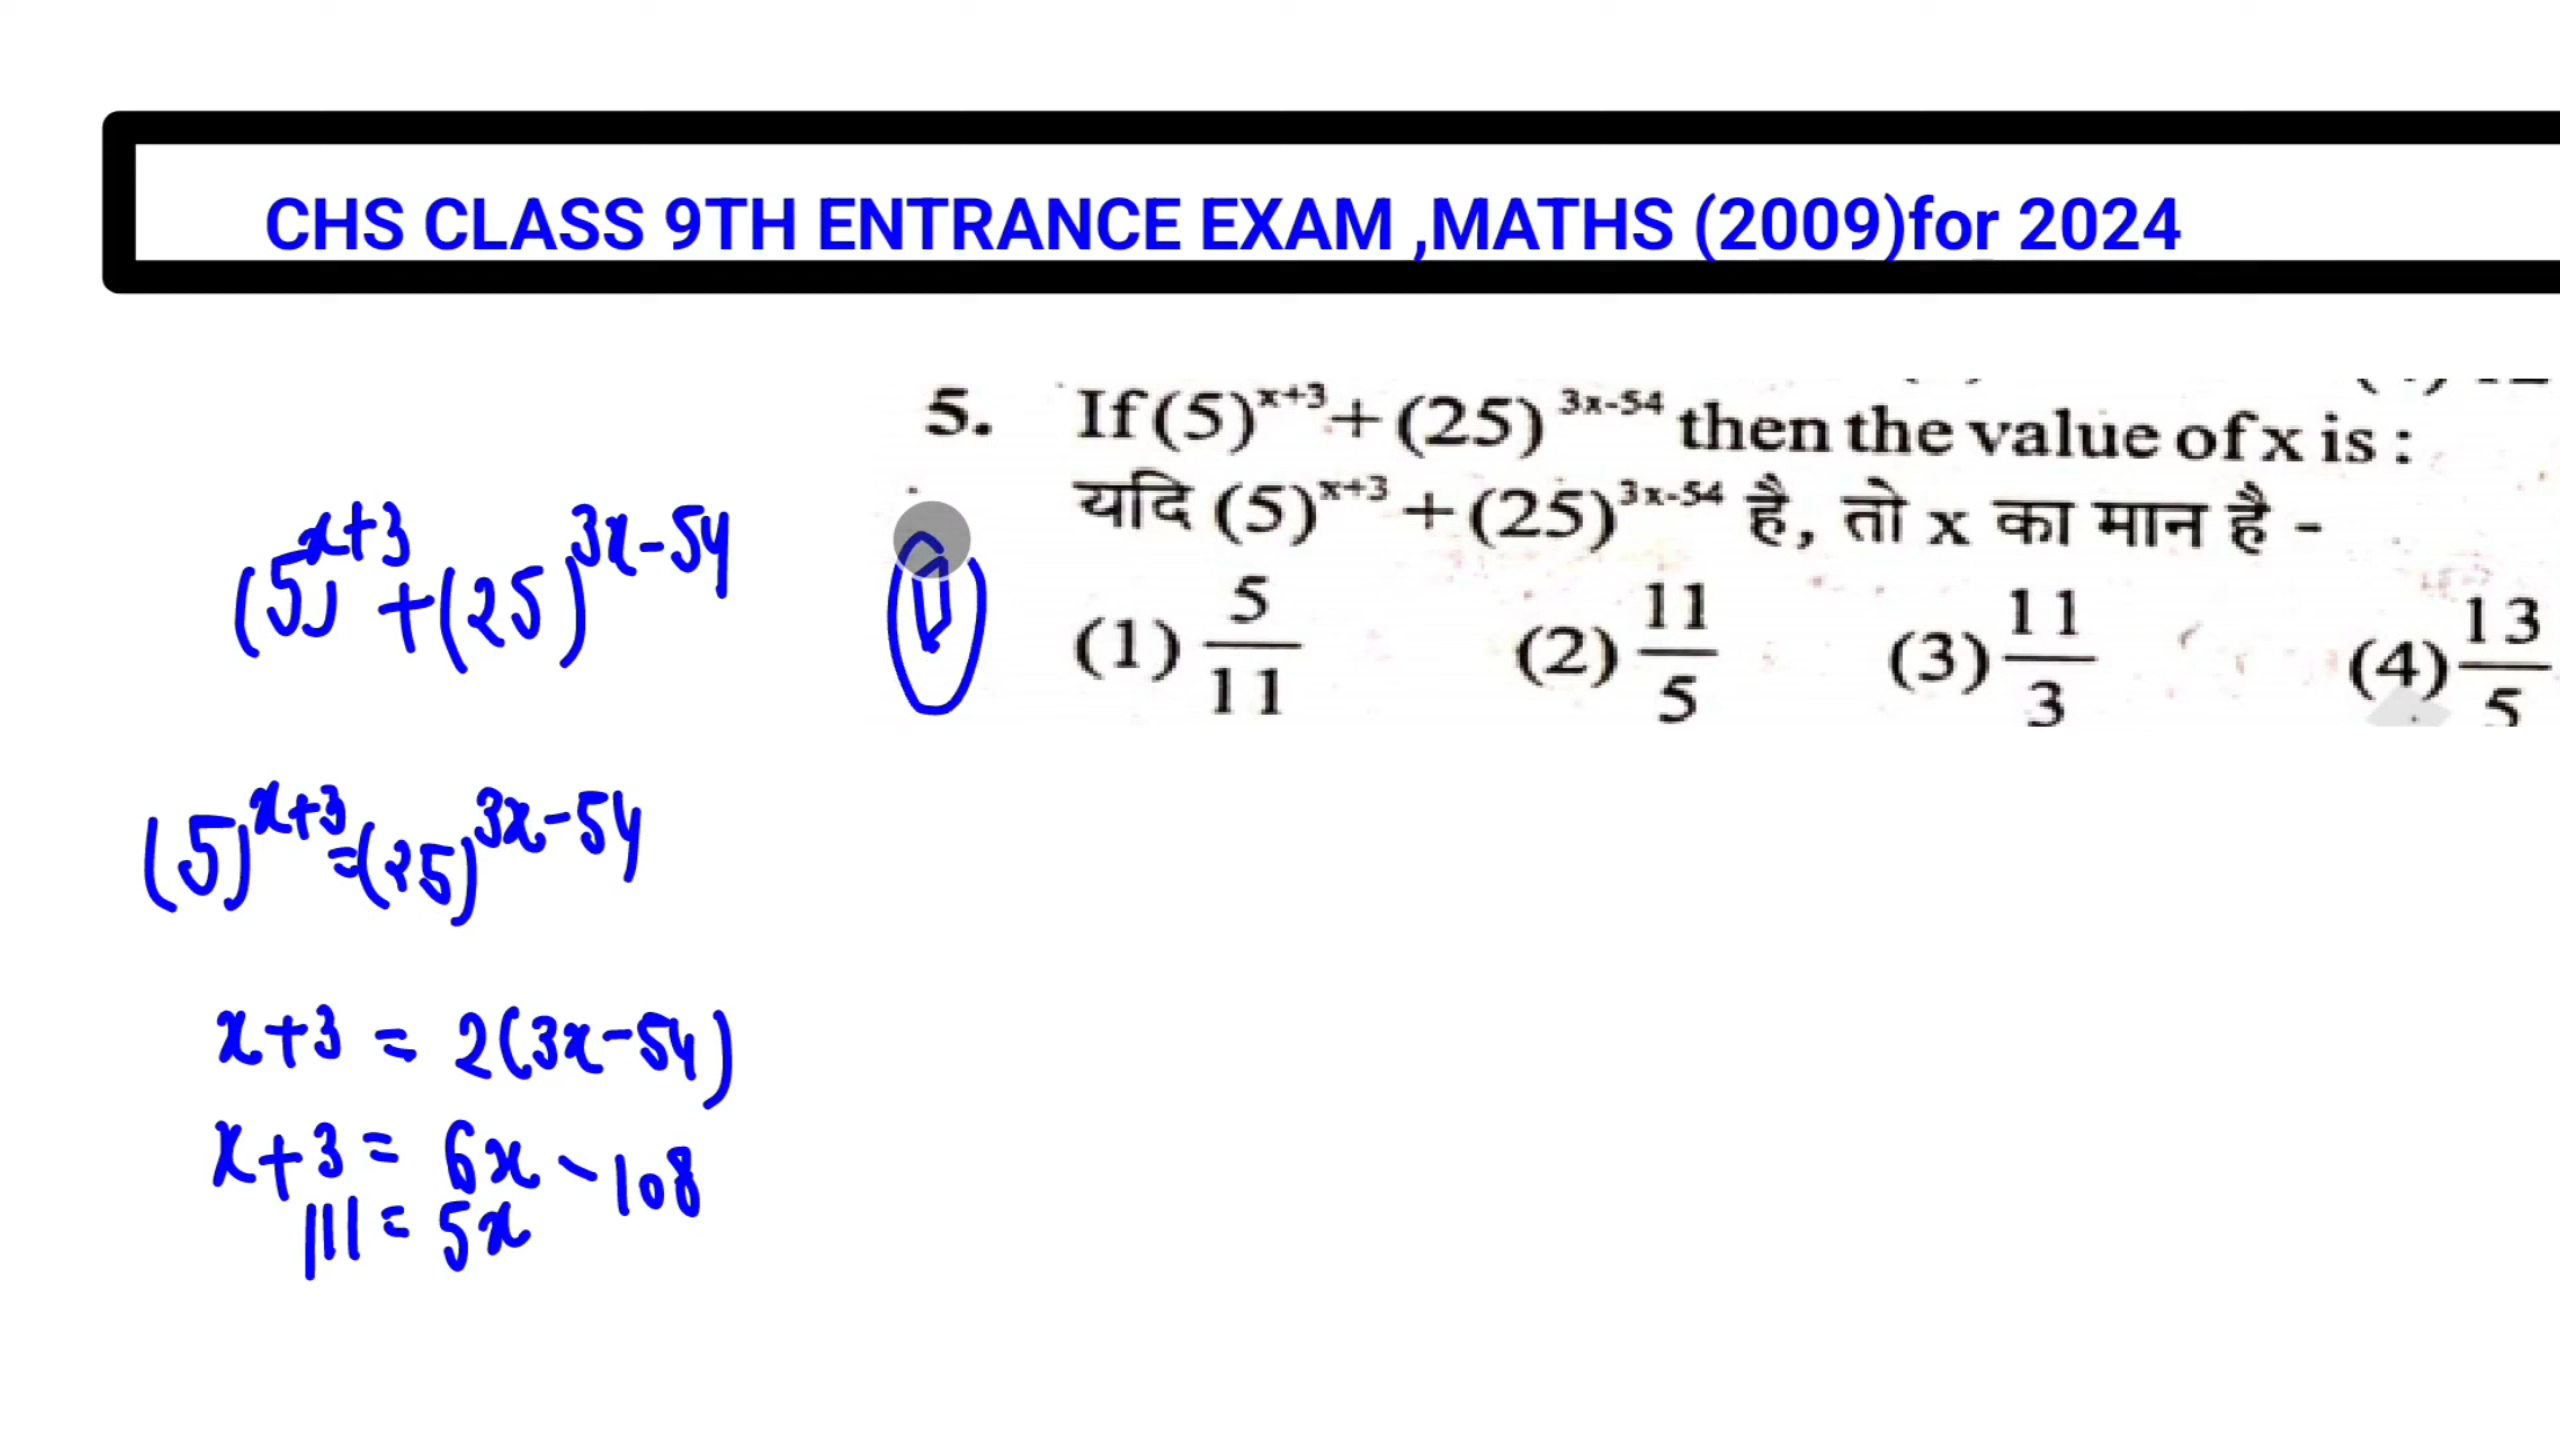 CHS CLASS 9TH ENTRANCE EXAM ,MATHS (2009)for 2024
5. If (5)^{x+3} + (25)^{3x-54} then the value of x is :
यदि (5)^{x+3} + (25)^{3x-54} है, तो x का मान है -
(1) 5/11 (2) 11/5 (3) 11/3 (4) 13/5
(5)^{x+3} + (25)^{3x-54}
(5)^{x+3} = (25)^{3x-54}
x+3 = 2(3x-54)
x+3 = 6x - 108
111 = 5x